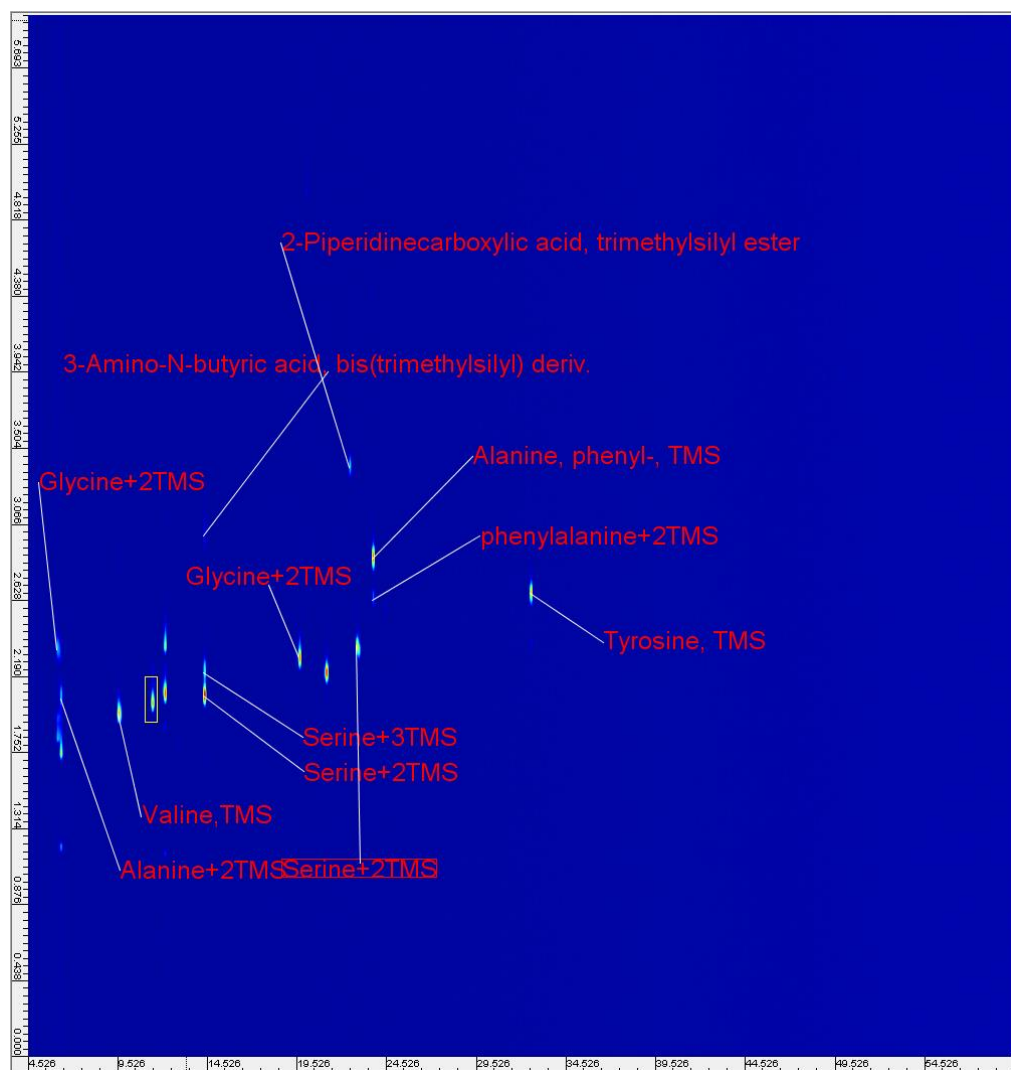 5.693
5.255
4.818
4.380
3.942
3.504
3.066
2.628
2.190
1.752
1.314
0.876
0.438
0.000
2-Piperidinecarboxylic acid, trimethylsilyl ester
3-Amino-N-butyric acid, bis(trimethylsilyl) deriv.
Alanine, phenyl-, TMS
Glycine+2TMS
phenylalanine+2TMS
Glycine+2TMS
Tyrosine, TMS
Serine+3TMS
Serine+2TMS
Valine,TMS
Alanine+2TMS
Serine+2TMS
4.526 9.526 14.526 19.526 24.526 29.526 34.526 39.526 44.526 49.526 54.526